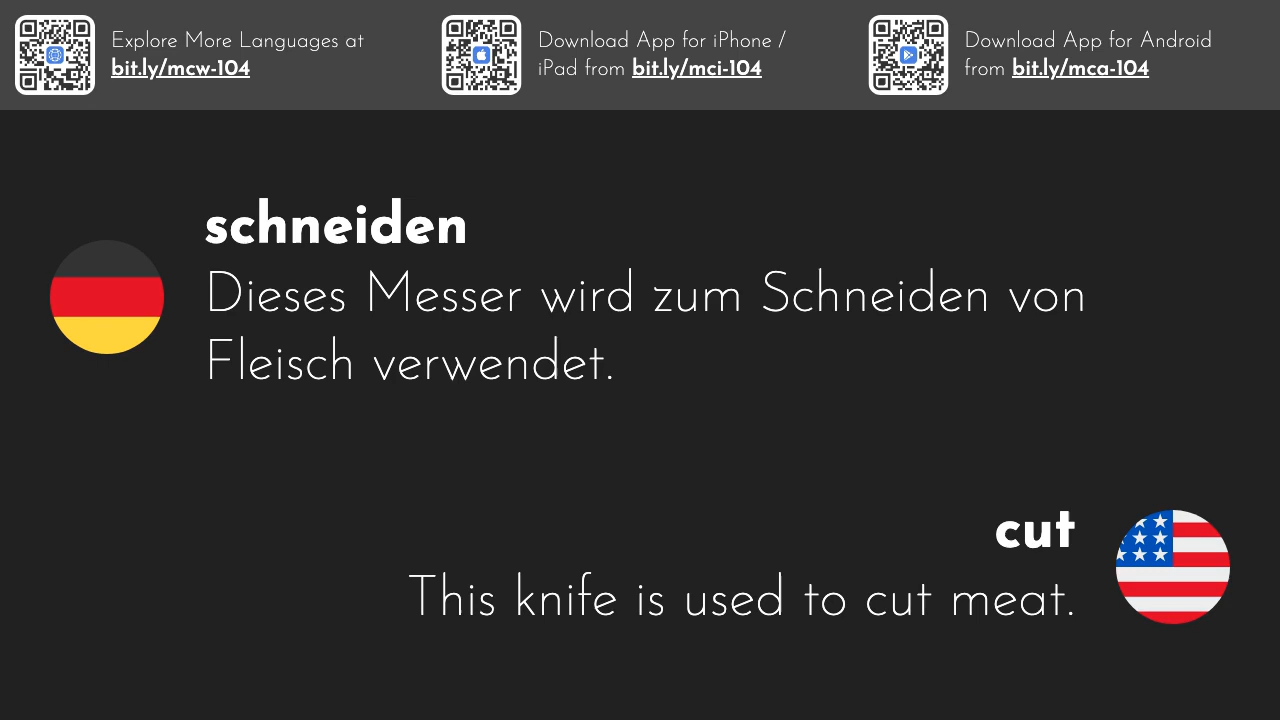 Explore More Languages at
bit.ly/mcw-104
Download App for iPhone /
iPad from bit.ly/mci-104
Download App for Android
from bit.ly/mca-104
schneiden
Dieses Messer wird zum Schneiden von
Fleisch verwendet.
cut
This knife is used to cut meat.